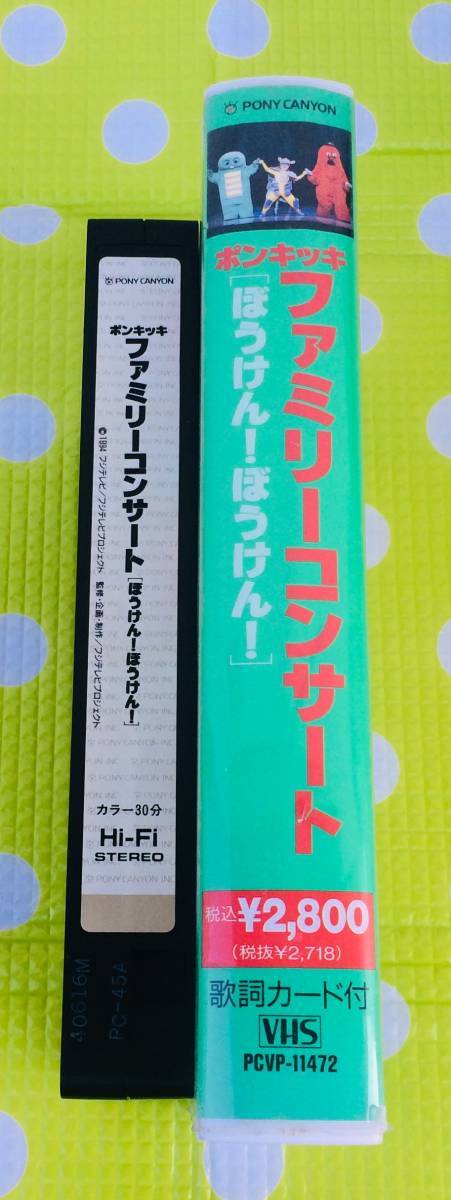 PONY CANYON
ポンキッキ
ファミリーコンサート
[ぼうけん!ぼうけん!]
税込¥2,800
(税抜¥2,718)
歌詞カード付
VHS
PCVP-11472
PONY CANYON
ポンキッキ
ファミリーコンサート[ぼうけん!ぼうけん!]
©1994 フジテレビ/フジテレビプロジェクト 監修・企画・制作/フジテレビプロジェクト
カラー30分
Hi-Fi
STEREO
40616M
PC-45A